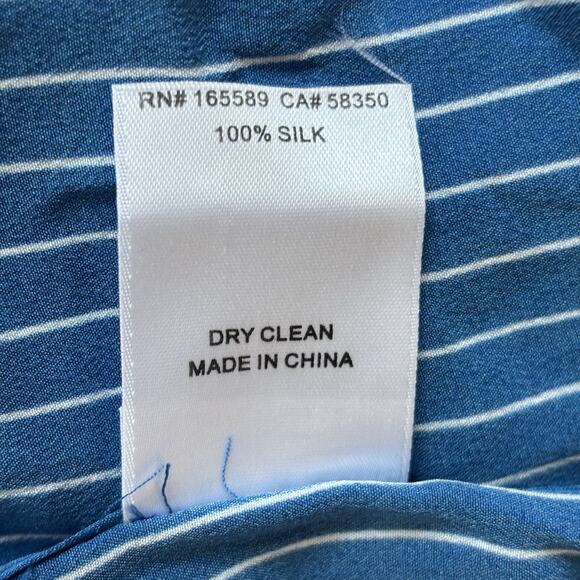 RN# 165589 CA# 58350
100% SILK
DRY CLEAN
MADE IN CHINA